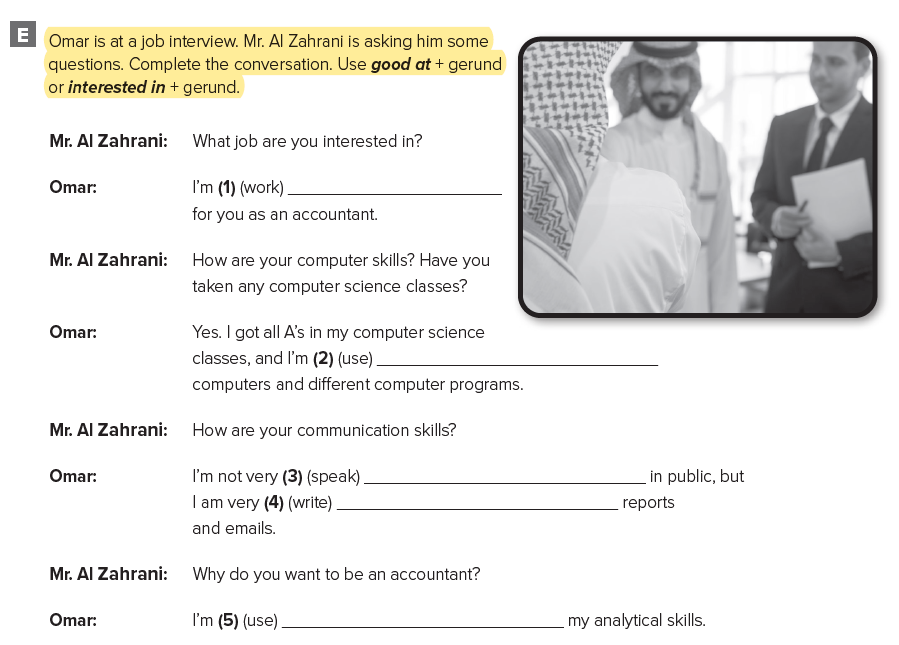 E
Omar is at a job interview. Mr. Al Zahrani is asking him some
questions. Complete the conversation. Use good at + gerund
or interested in + gerund.
Mr. Al Zahrani: What job are you interested in?
Omar: I'm (1) (work) ____________________
for you as an accountant.
Mr. Al Zahrani: How are your computer skills? Have you
taken any computer science classes?
Omar: Yes. I got all A's in my computer science
classes, and I'm (2) (use) ____________________
computers and different computer programs.
Mr. Al Zahrani: How are your communication skills?
Omar: I'm not very (3) (speak) ____________________ in public, but
I am very (4) (write) ____________________ reports
and emails.
Mr. Al Zahrani: Why do you want to be an accountant?
Omar: I'm (5) (use) ____________________ my analytical skills.